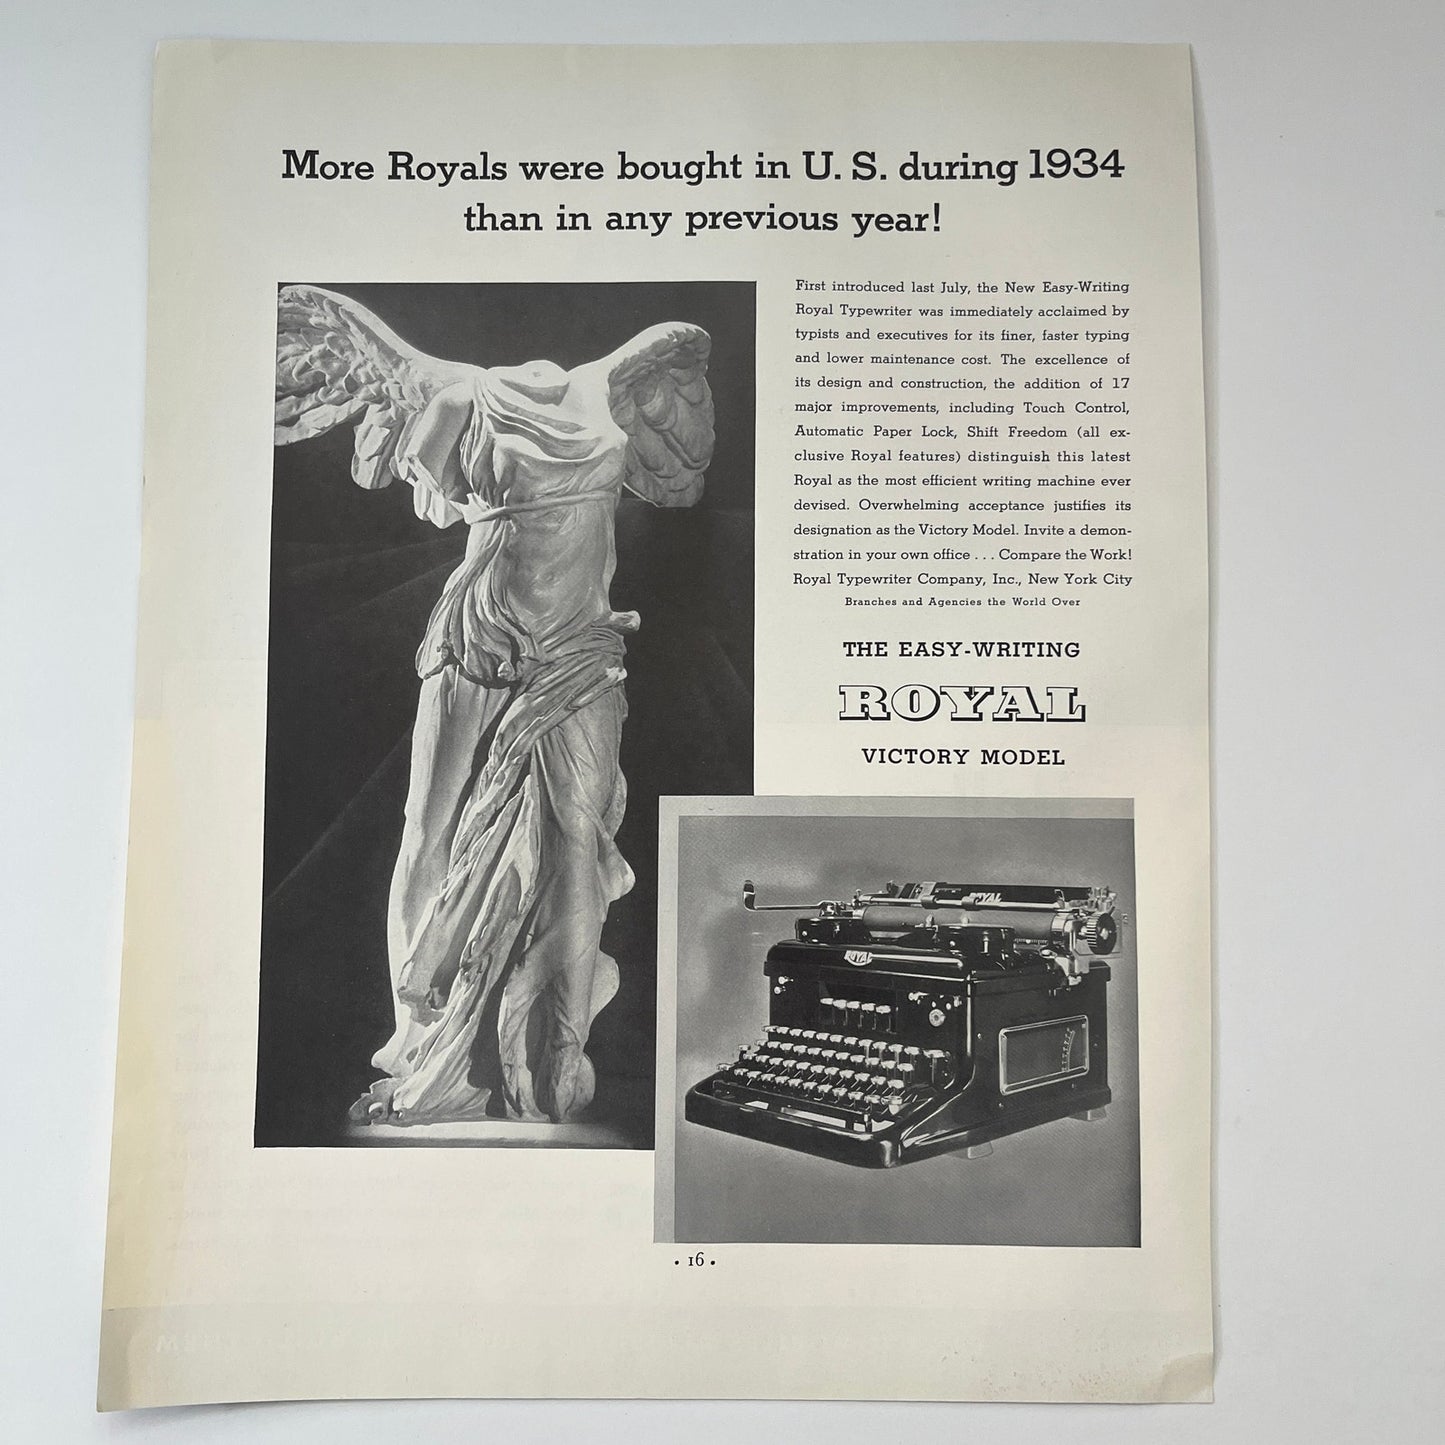 More Royals were bought in U. S. during 1934
than in any previous year!
First introduced last July, the New Easy-Writing
Royal Typewriter was immediately acclaimed by
typists and executives for its finer, faster typing
and lower maintenance cost. The excellence of
its design and construction, the addition of 17
major improvements, including Touch Control,
Automatic Paper Lock, Shift Freedom (all ex-
clusive Royal features) distinguish this latest
Royal as the most efficient writing machine ever
devised. Overwhelming acceptance justifies its
designation as the Victory Model. Invite a demon-
stration in your own office . . . Compare the Work!
Royal Typewriter Company, Inc., New York City
Branches and Agencies the World Over
THE EASY-WRITING
ROYAL
VICTORY MODEL
ROYAL
ROYAL
• 16 •